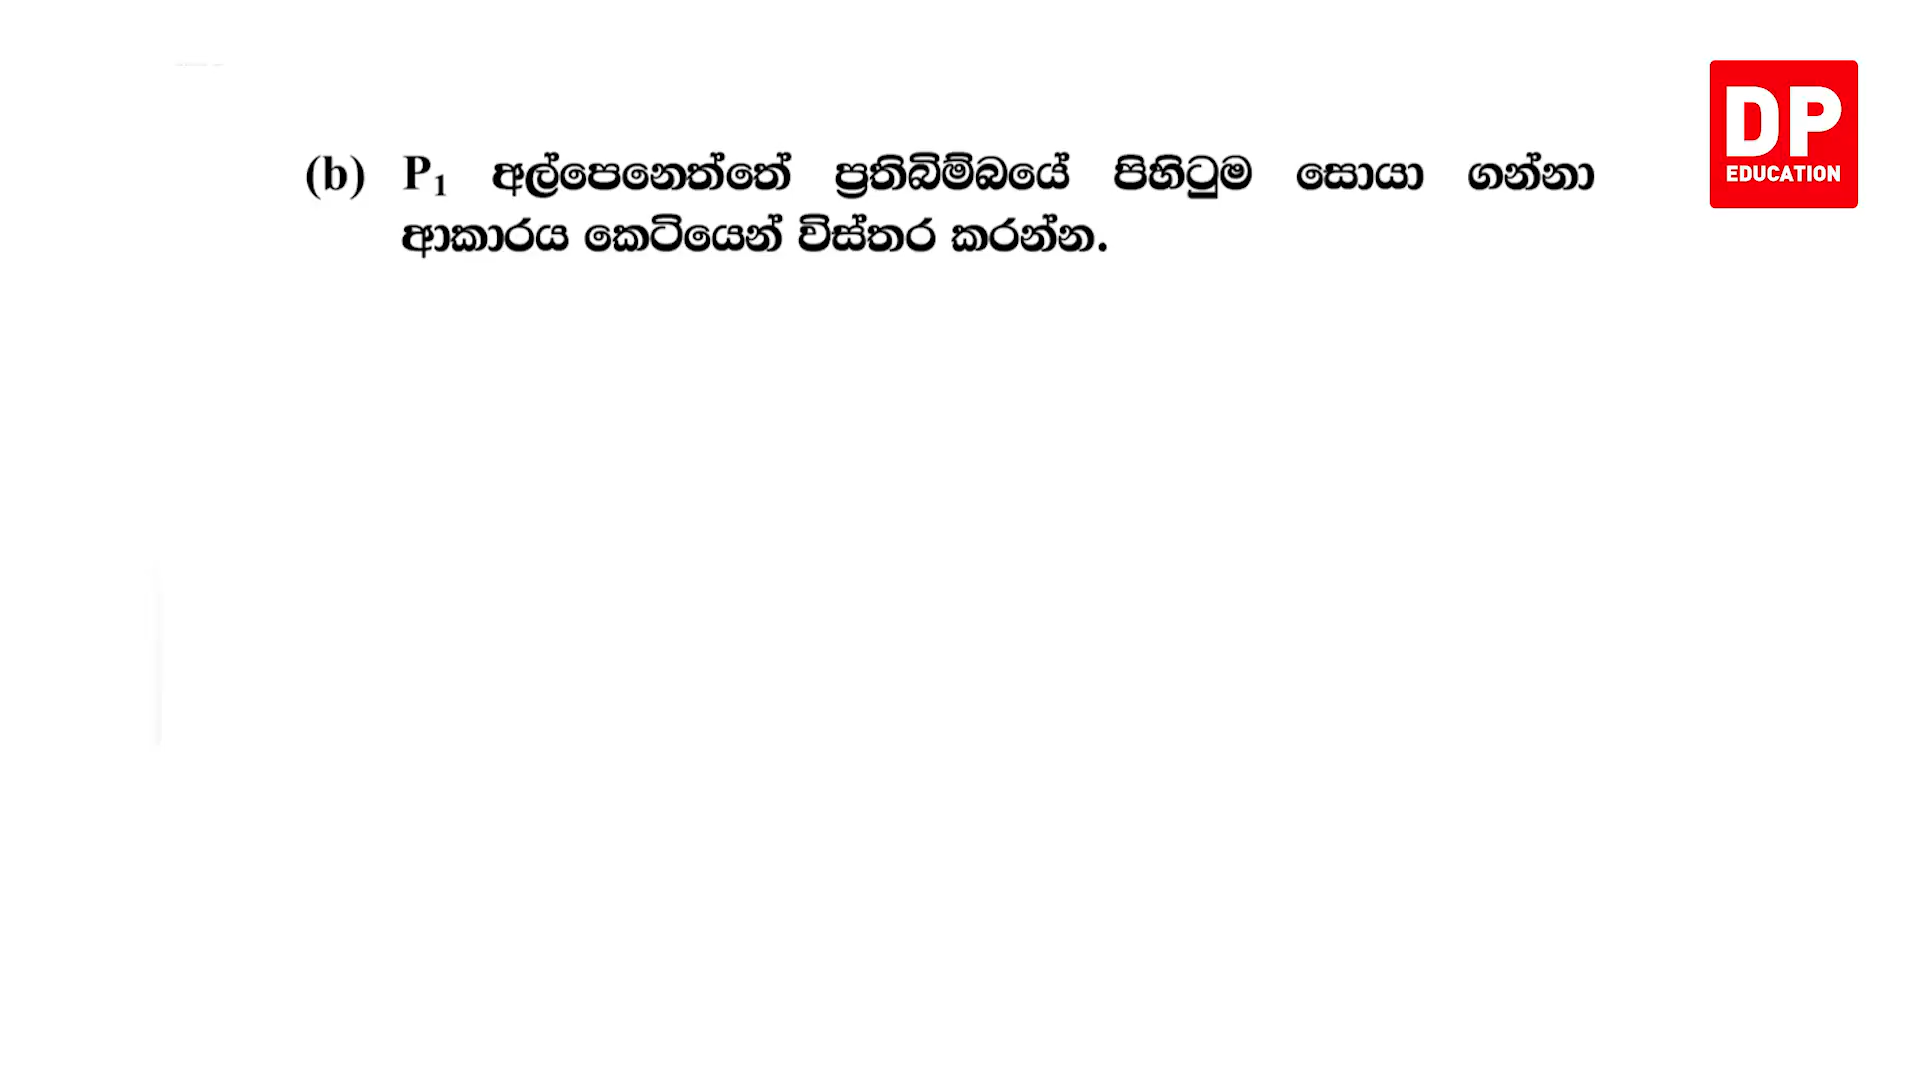 DP
EDUCATION
(b) P₁ අල්පෙනෙත්තේ ප්‍රතිබිම්බයේ පිහිටුම සොයා ගන්නා
ආකාරය කෙටියෙන් විස්තර කරන්න.